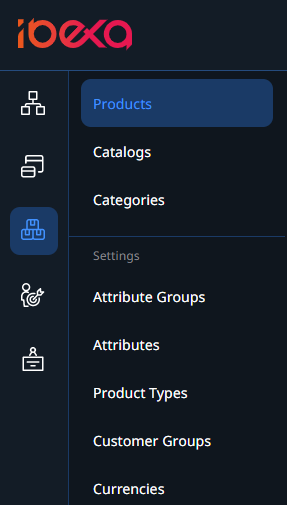 ibexa
Products
Catalogs
Categories
Settings
Attribute Groups
Attributes
Product Types
Customer Groups
Currencies